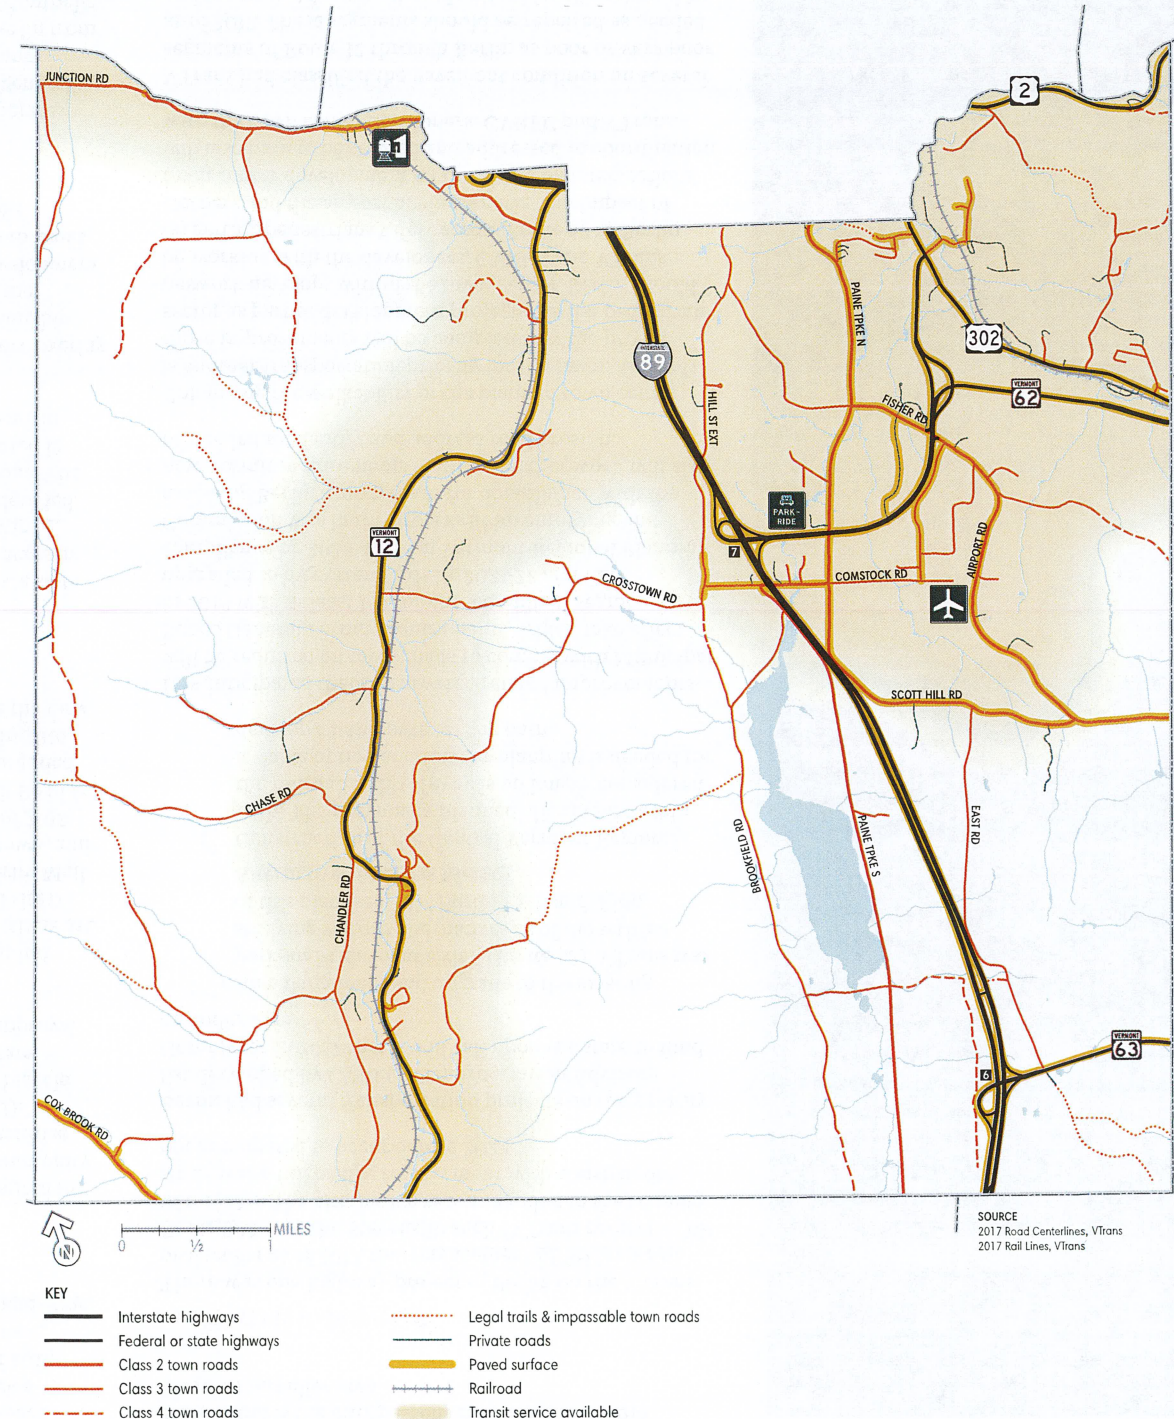 JUNCTION RD
2
302
VERMONT
62
PAINE TPKE N
INTERSTATE
89
HILL ST EXT
FISHER RD
PARK-
RIDE
7
VERMONT
12
AIRPORT RD
COMSTOCK RD
CROSSTOWN RD
SCOTT HILL RD
CHASE RD
EAST RD
PAINE TPKE S
BROOKFIELD RD
CHANDLER RD
VERMONT
63
6
COX BROOK RD
N
MILES
0 1/2 1
SOURCE
2017 Road Centerlines, VTrans
2017 Rail Lines, VTrans
KEY
Interstate highways
Federal or state highways
Class 2 town roads
Class 3 town roads
Class 4 town roads
Legal trails & impassable town roads
Private roads
Paved surface
Railroad
Transit service available